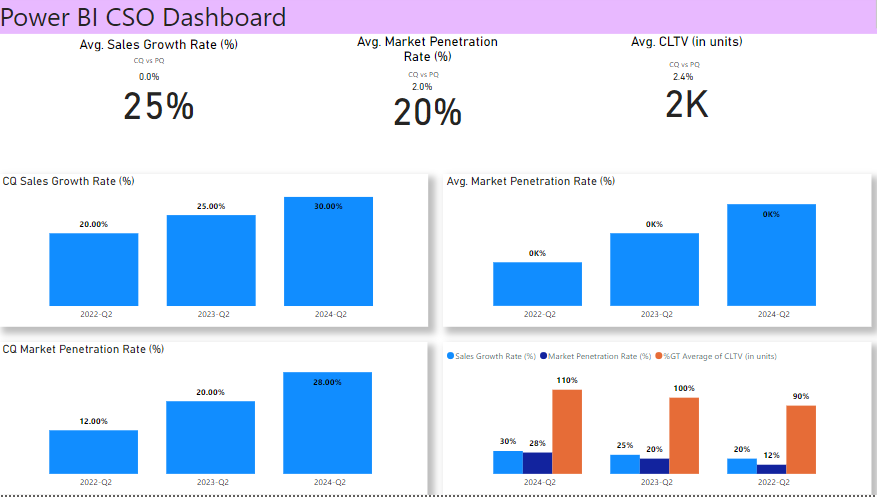 Power BI CSO Dashboard
Avg. Sales Growth Rate (%)
CQ vs PQ
0.0%
25%
Avg. Market Penetration
Rate (%)
CQ vs PQ
2.0%
20%
Avg. CLTV (in units)
CQ vs PQ
2.4%
2K
CQ Sales Growth Rate (%)
20.00%
25.00%
30.00%
2022-Q2
2023-Q2
2024-Q2
Avg. Market Penetration Rate (%)
0K%
0K%
0K%
2022-Q2
2023-Q2
2024-Q2
CQ Market Penetration Rate (%)
12.00%
20.00%
28.00%
2022-Q2
2023-Q2
2024-Q2
Sales Growth Rate (%) Market Penetration Rate (%) %GT Average of CLTV (in units)
30% 28% 110%
25% 20% 100%
20% 12% 90%
2024-Q2
2023-Q2
2022-Q2